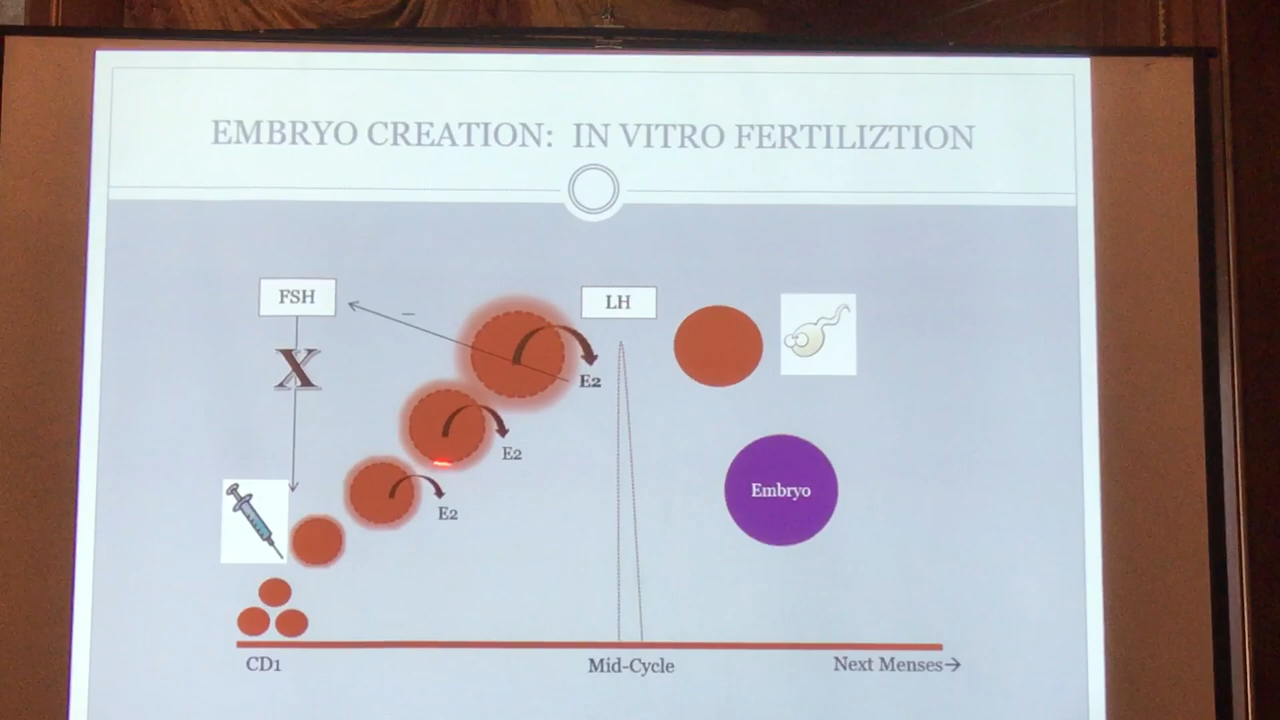 EMBRYO CREATION: IN VITRO FERTILIZTION
FSH
LH
X
E2
E2
E2
Embryo
CD1
Mid-Cycle
Next Menses→